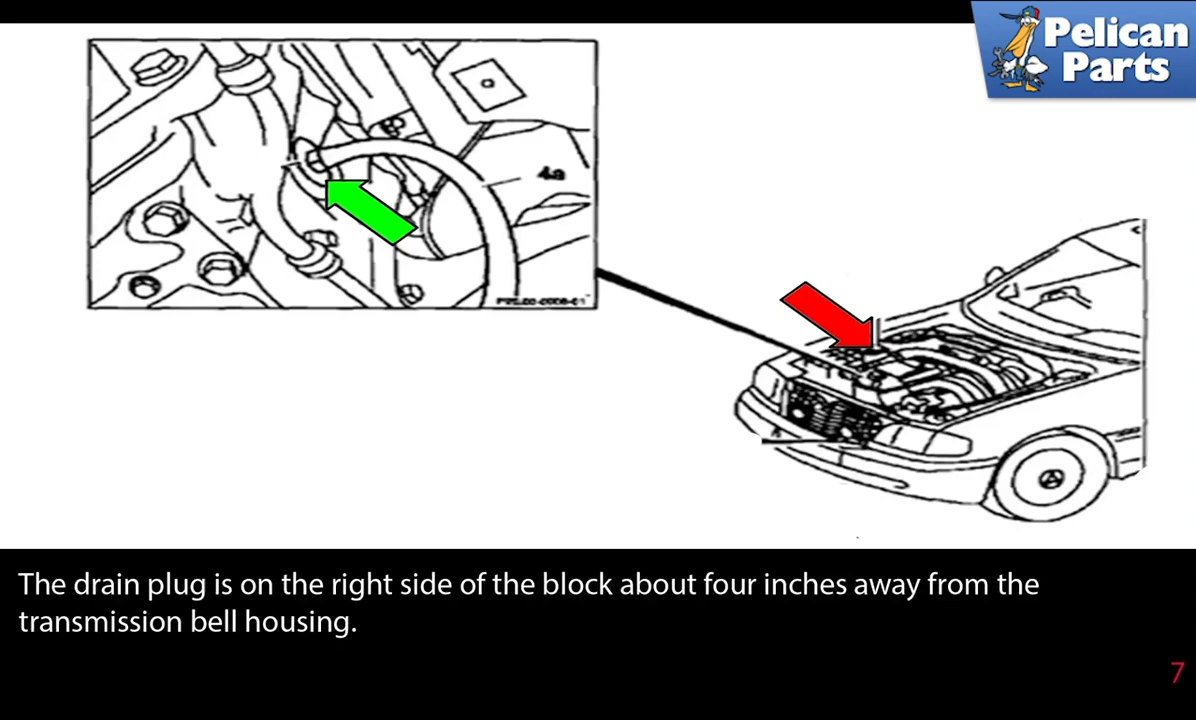 Pelican
Parts
4a
The drain plug is on the right side of the block about four inches away from the
transmission bell housing.
7